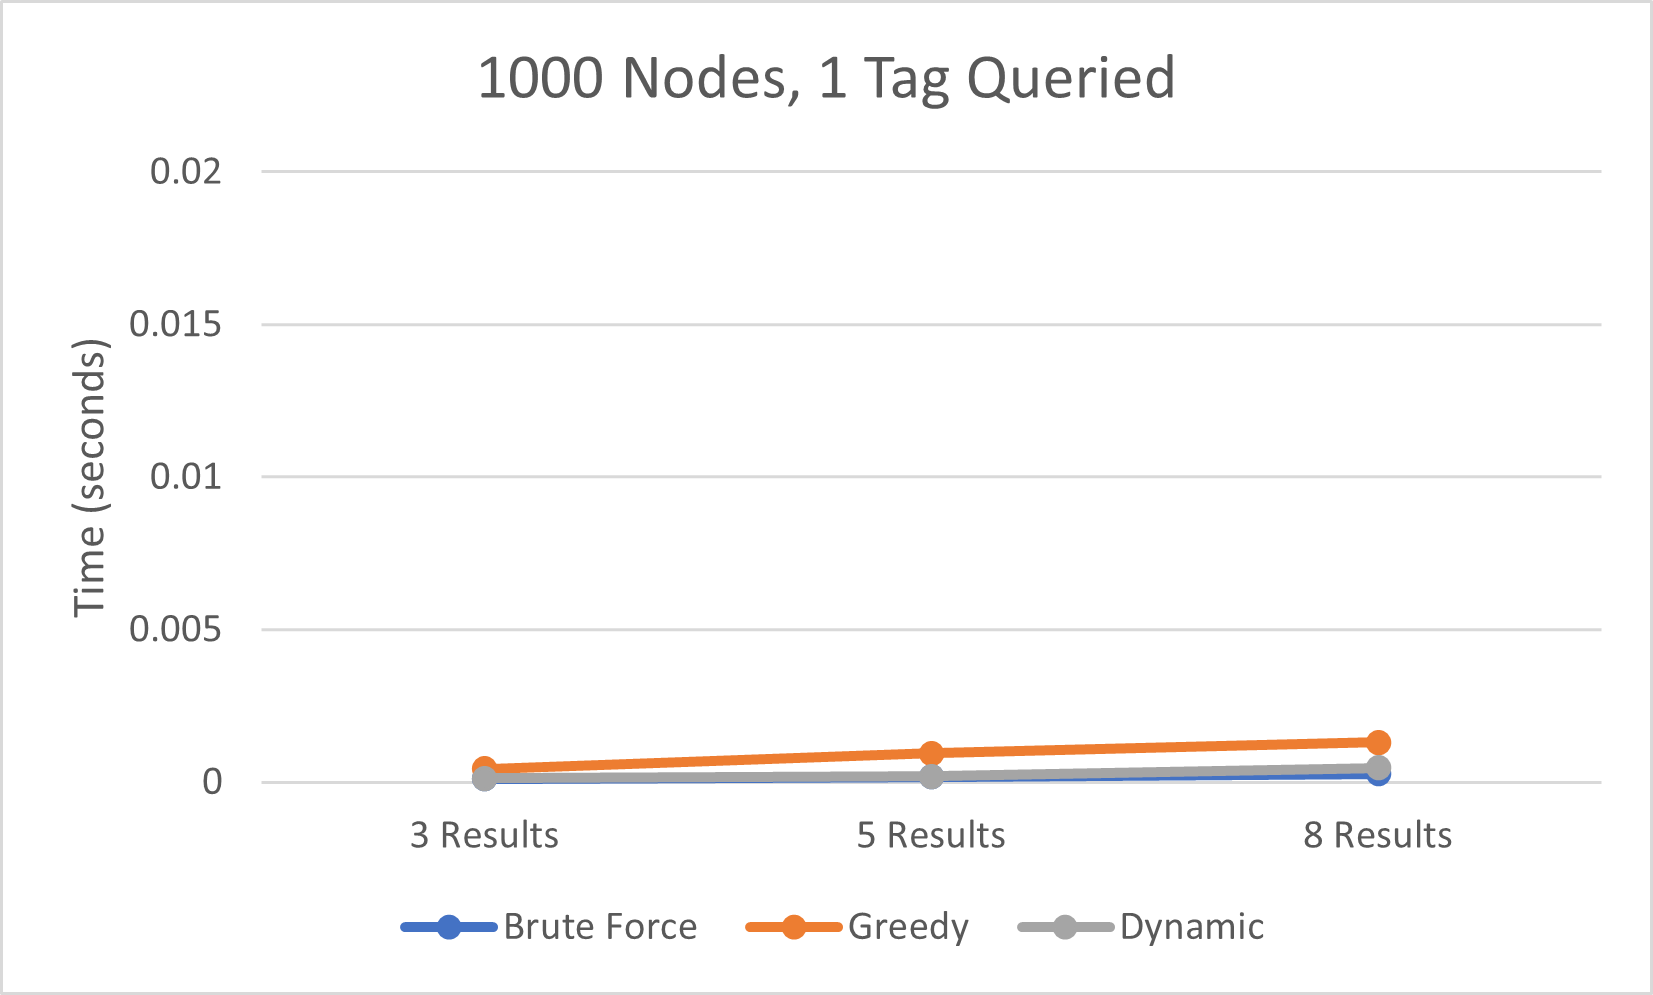 1000 Nodes, 1 Tag Queried
0.02
0.015
0.01
0.005
0
Time (seconds)
3 Results
5 Results
8 Results
Brute Force
Greedy
Dynamic